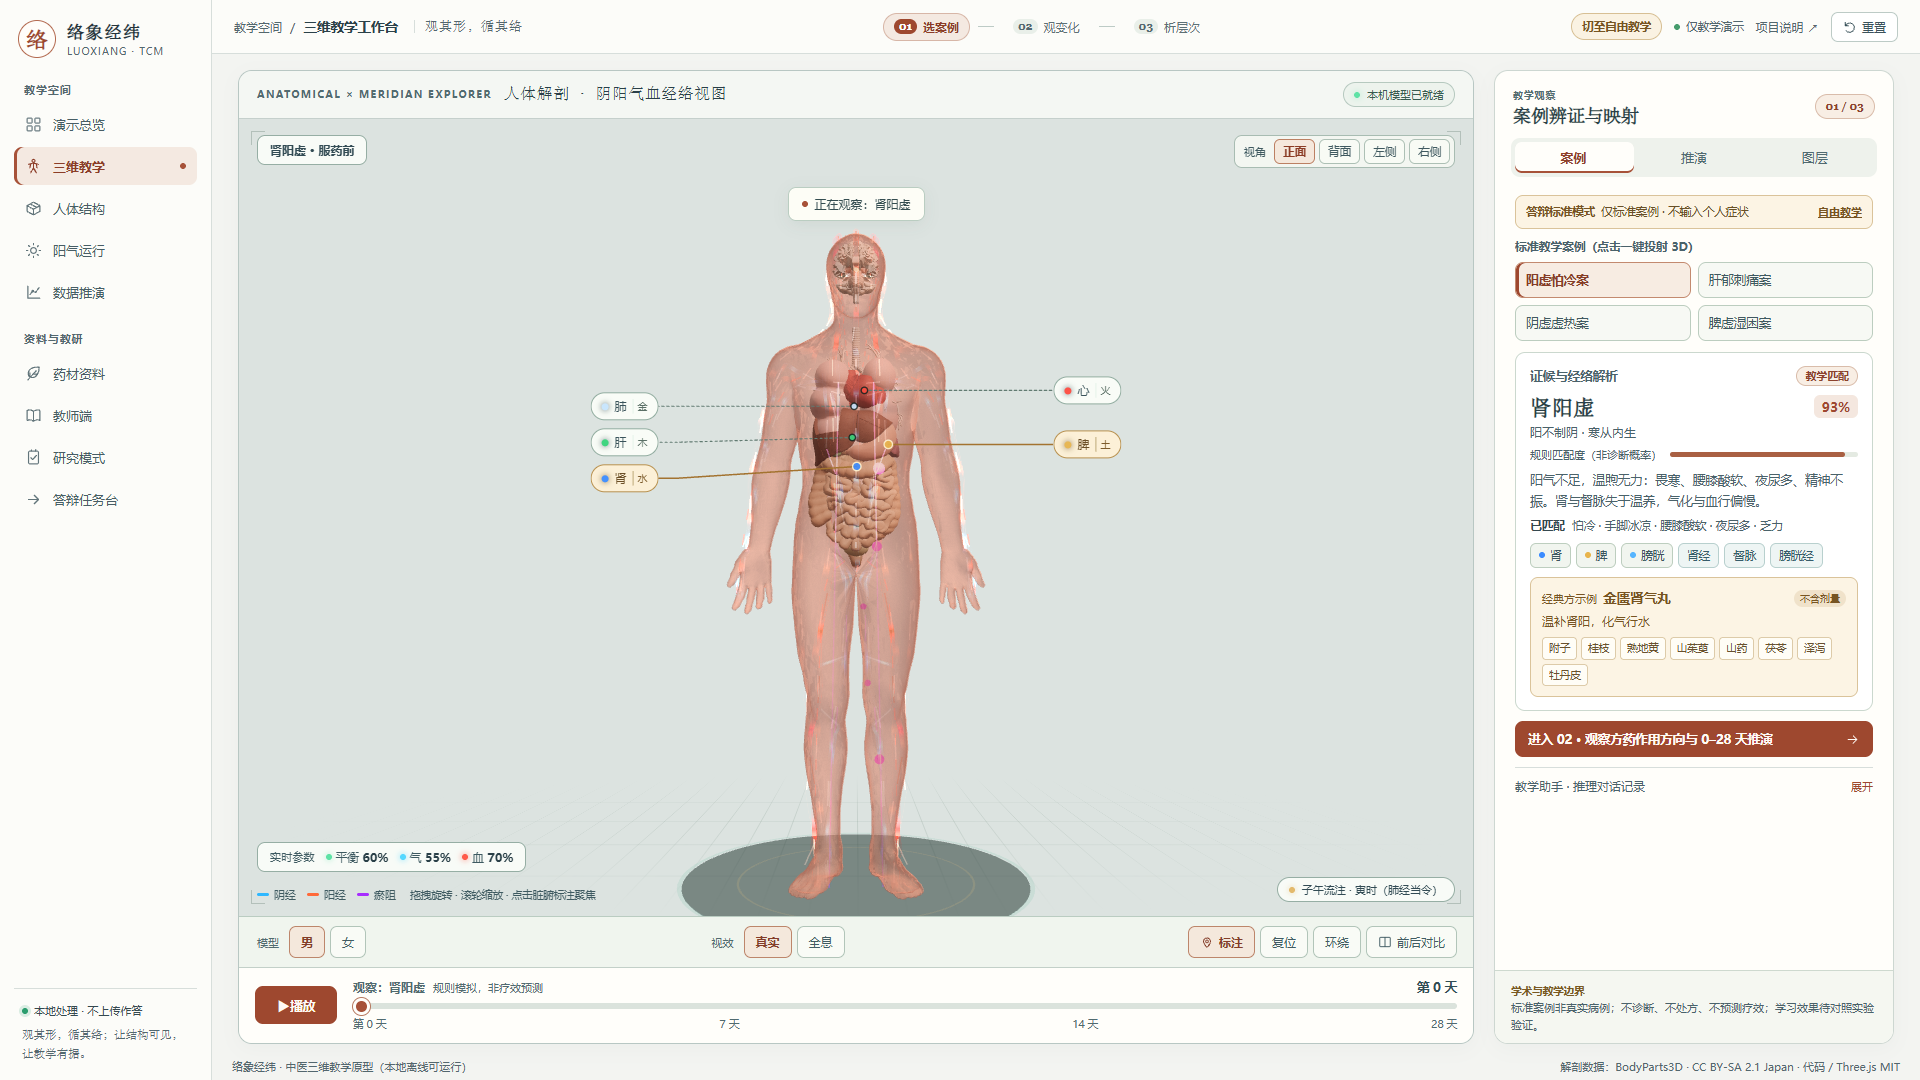 络
络象经纬
LUOXIANG · TCM
教学空间
演示总览
三维教学
人体结构
阳气运行
数据推演
资料与教研
药材资料
教师端
研究模式
答辩任务台
本地处理 · 不上传作答
观其形，循其络；让结构可见，
让教学有据。
教学空间 / 三维教学工作台 观其形，循其络
01 选案例 — 02 观变化 — 03 析层次
切至自由教学 仅教学演示 项目说明 ↗ 重置
ANATOMICAL × MERIDIAN EXPLORER 人体解剖 · 阴阳气血经络视图
本机模型已就绪
肾阳虚 • 服药前
视角 正面 背面 左侧 右侧
正在观察：肾阳虚
心 火
肺 金
肝 木
脾 土
肾 水
实时参数 平衡 60% 气 55% 血 70%
阴经 阳经 瘀阻 拖拽旋转 · 滚轮缩放 · 点击脏腑标注聚焦
子午流注 · 寅时（肺经当令）
模型 男 女
视效 真实 全息
标注 复位 环绕 前后对比
▶播放
观察：肾阳虚 规则模拟，非疗效预测
第 0 天
第 0 天 7 天 14 天 28 天
教学观察
案例辨证与映射
01 / 03
案例 推演 图层
答辩标准模式 仅标准案例 · 不输入个人症状 自由教学
标准教学案例（点击一键投射 3D）
阳虚怕冷案 肝郁刺痛案
阴虚虚热案 脾虚湿困案
证候与经络解析 教学匹配
肾阳虚 93%
阳不制阴 · 寒从内生
规则匹配度（非诊断概率）
阳气不足，温煦无力：畏寒、腰膝酸软、夜尿多、精神不
振。肾与督脉失于温养，气化与血行偏慢。
已匹配 怕冷 · 手脚冰凉 · 腰膝酸软 · 夜尿多 · 乏力
肾 脾 膀胱 肾经 督脉 膀胱经
经典方示例 金匮肾气丸 不含剂量
温补肾阳，化气行水
附子 桂枝 熟地黄 山茱萸 山药 茯苓 泽泻
牡丹皮
进入 02 • 观察方药作用方向与 0–28 天推演 →
教学助手 · 推理对话记录 展开
学术与教学边界
标准案例非真实病例；不诊断、不处方、不预测疗效；学习效果待对照实验
验证。
络象经纬 · 中医三维教学原型（本地离线可运行）
解剖数据：BodyParts3D · CC BY-SA 2.1 Japan · 代码 / Three.js MIT